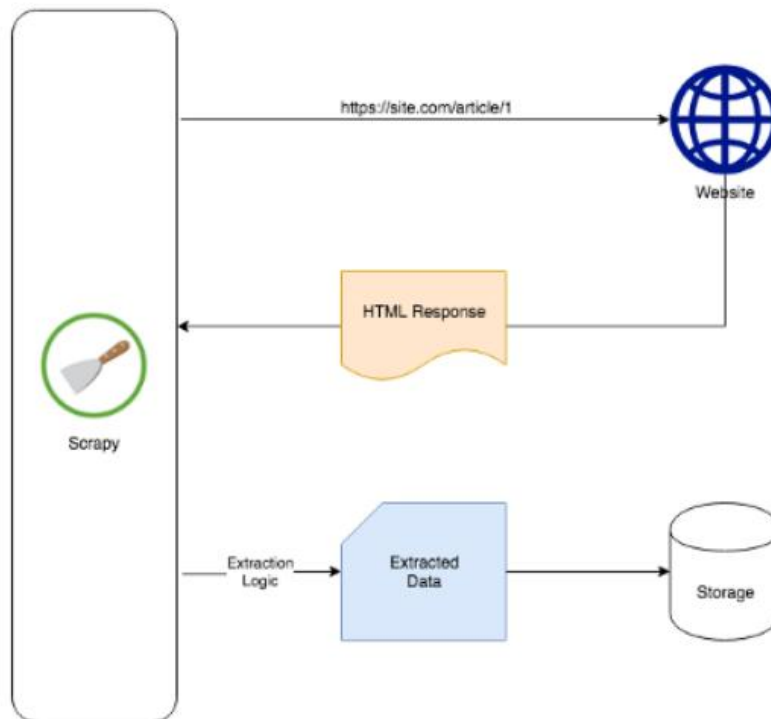 https://site.com/article/1
Website
HTML Response
Scrapy
Extraction
Logic
Extracted
Data
Storage